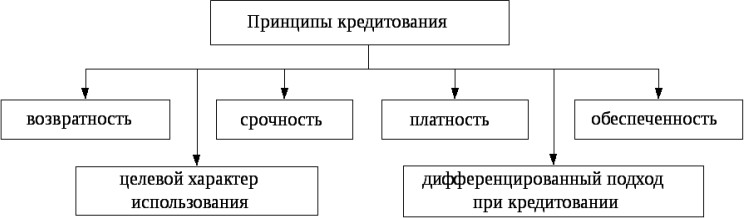 Принципы кредитования
возвратность
срочность
платность
обеспеченность
целевой характер
использования
дифференцированный подход
при кредитовании